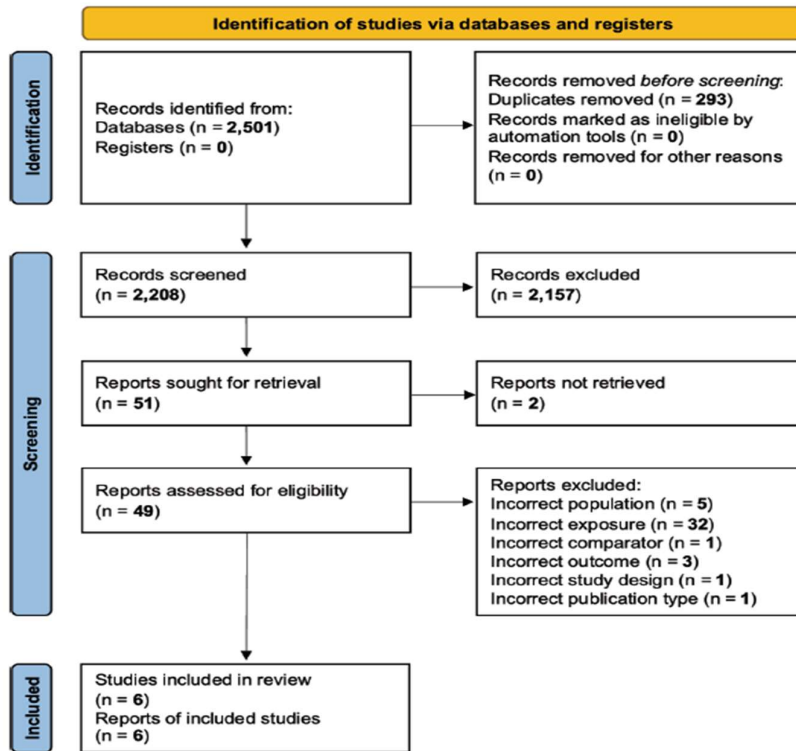 Identification of studies via databases and registers
Identification
Records identified from:
Databases (n = 2,501)
Registers (n = 0)
Records removed before screening:
Duplicates removed (n = 293)
Records marked as ineligible by
automation tools (n = 0)
Records removed for other reasons
(n = 0)
Screening
Records screened
(n = 2,208)
Records excluded
(n = 2,157)
Reports sought for retrieval
(n = 51)
Reports not retrieved
(n = 2)
Reports assessed for eligibility
(n = 49)
Reports excluded:
Incorrect population (n = 5)
Incorrect exposure (n = 32)
Incorrect comparator (n = 1)
Incorrect outcome (n = 3)
Incorrect study design (n = 1)
Incorrect publication type (n = 1)
Included
Studies included in review
(n = 6)
Reports of included studies
(n = 6)